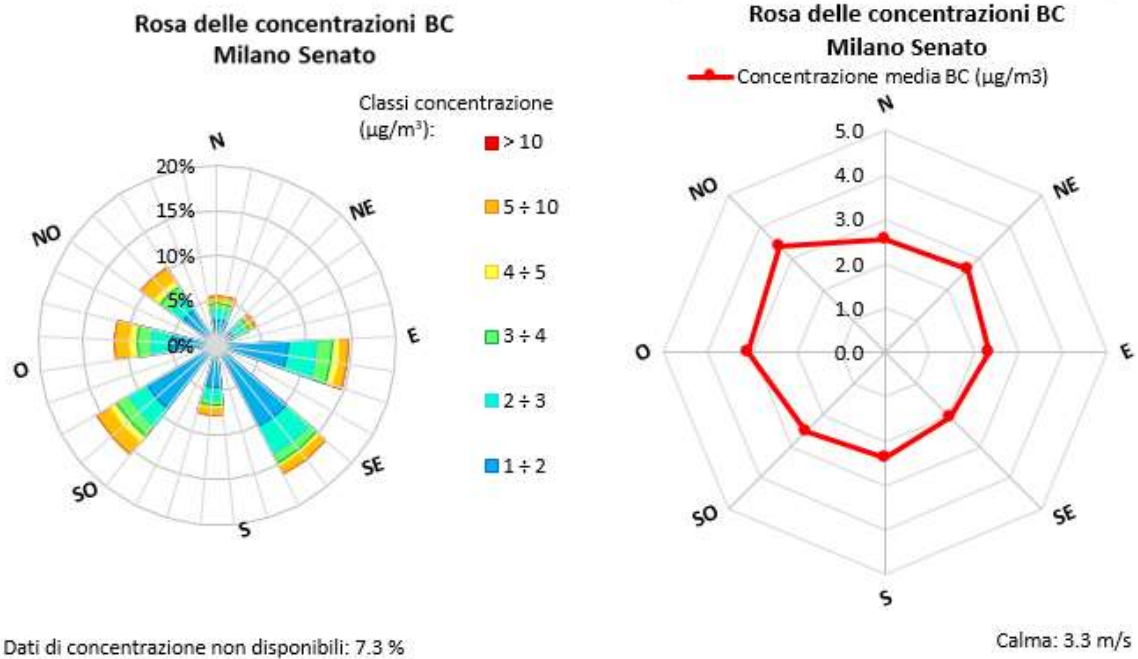 Rosa delle concentrazioni BC
Milano Senato
Classi concentrazione
(µg/m³):
> 10
5 ÷ 10
4 ÷ 5
3 ÷ 4
2 ÷ 3
1 ÷ 2
N
NE
E
SE
S
SO
O
NO
20%
15%
10%
5%
0%
Dati di concentrazione non disponibili: 7.3 %
Rosa delle concentrazioni BC
Milano Senato
Concentrazione media BC (µg/m3)
N
NE
E
SE
S
SO
O
NO
5.0
4.0
3.0
2.0
1.0
0.0
Calma: 3.3 m/s